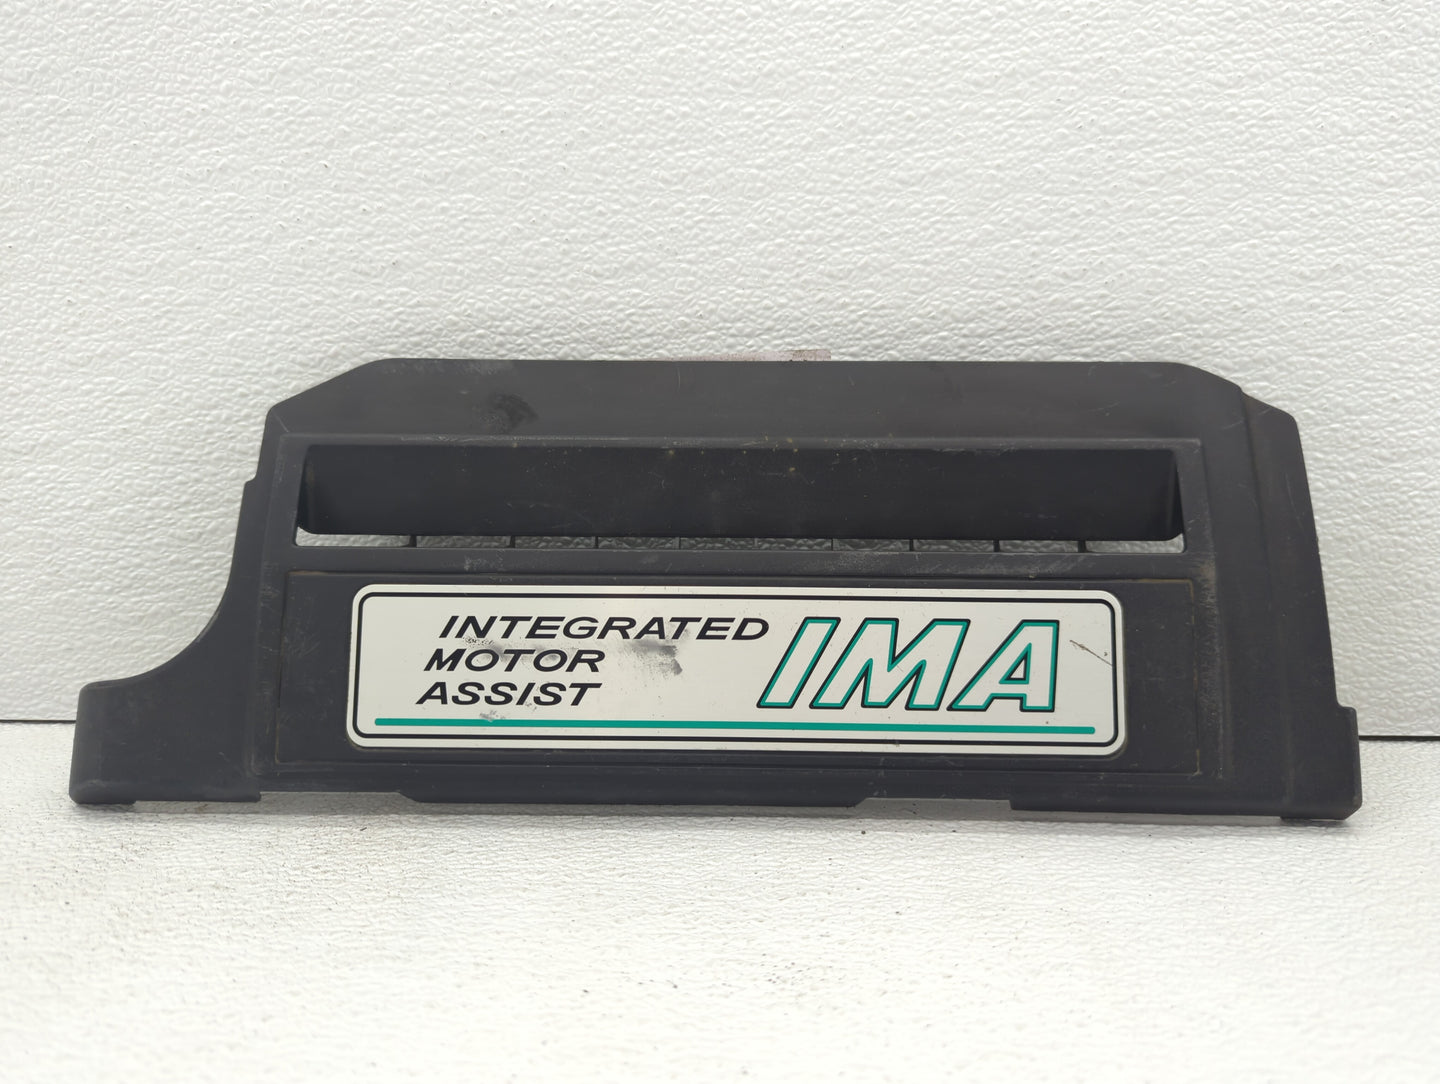 INTEGRATED
MOTOR
ASSIST
IMA